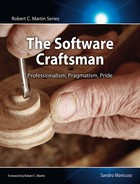 Robert C. Martin Series
The Software
Craftsman
Professionalism, Pragmatism, Pride
Foreword by Robert C. Martin
Sandro Mancuso